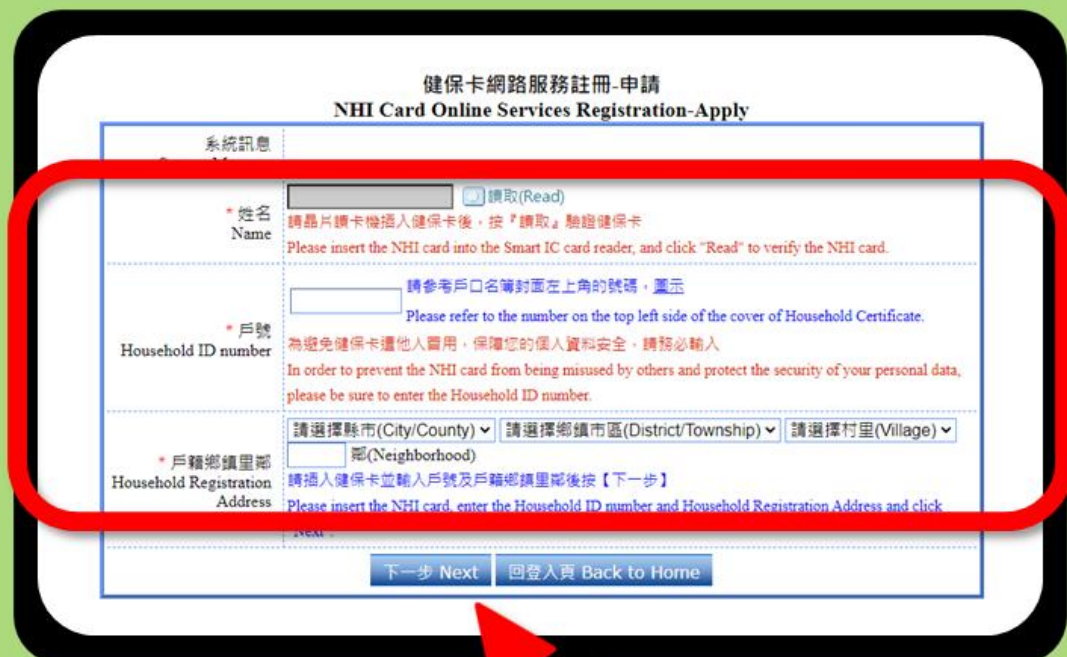 健保卡網路服務註冊-申請
NHI Card Online Services Registration-Apply
系統訊息
* 姓名
Name
讀取(Read)
請晶片讀卡機插入健保卡後，按『讀取』驗證健保卡
Please insert the NHI card into the Smart IC card reader, and click "Read" to verify the NHI card.
* 戶號
Household ID number
請參考戶口名簿封面左上角的號碼，圖示
Please refer to the number on the top left side of the cover of Household Certificate.
為避免健保卡遭他人冒用，保障您的個人資料安全，請務必輸入
In order to prevent the NHI card from being misused by others and protect the security of your personal data,
please be sure to enter the Household ID number.
* 戶籍鄉鎮里鄰
Household Registration
Address
請選擇縣市(City/County) 請選擇鄉鎮市區(District/Township) 請選擇村里(Village)
鄰(Neighborhood)
請插入健保卡並輸入戶號及戶籍鄉鎮里鄰後按【下一步】
Please insert the NHI card, enter the Household ID number and Household Registration Address and click
下一步 Next 回登入頁 Back to Home